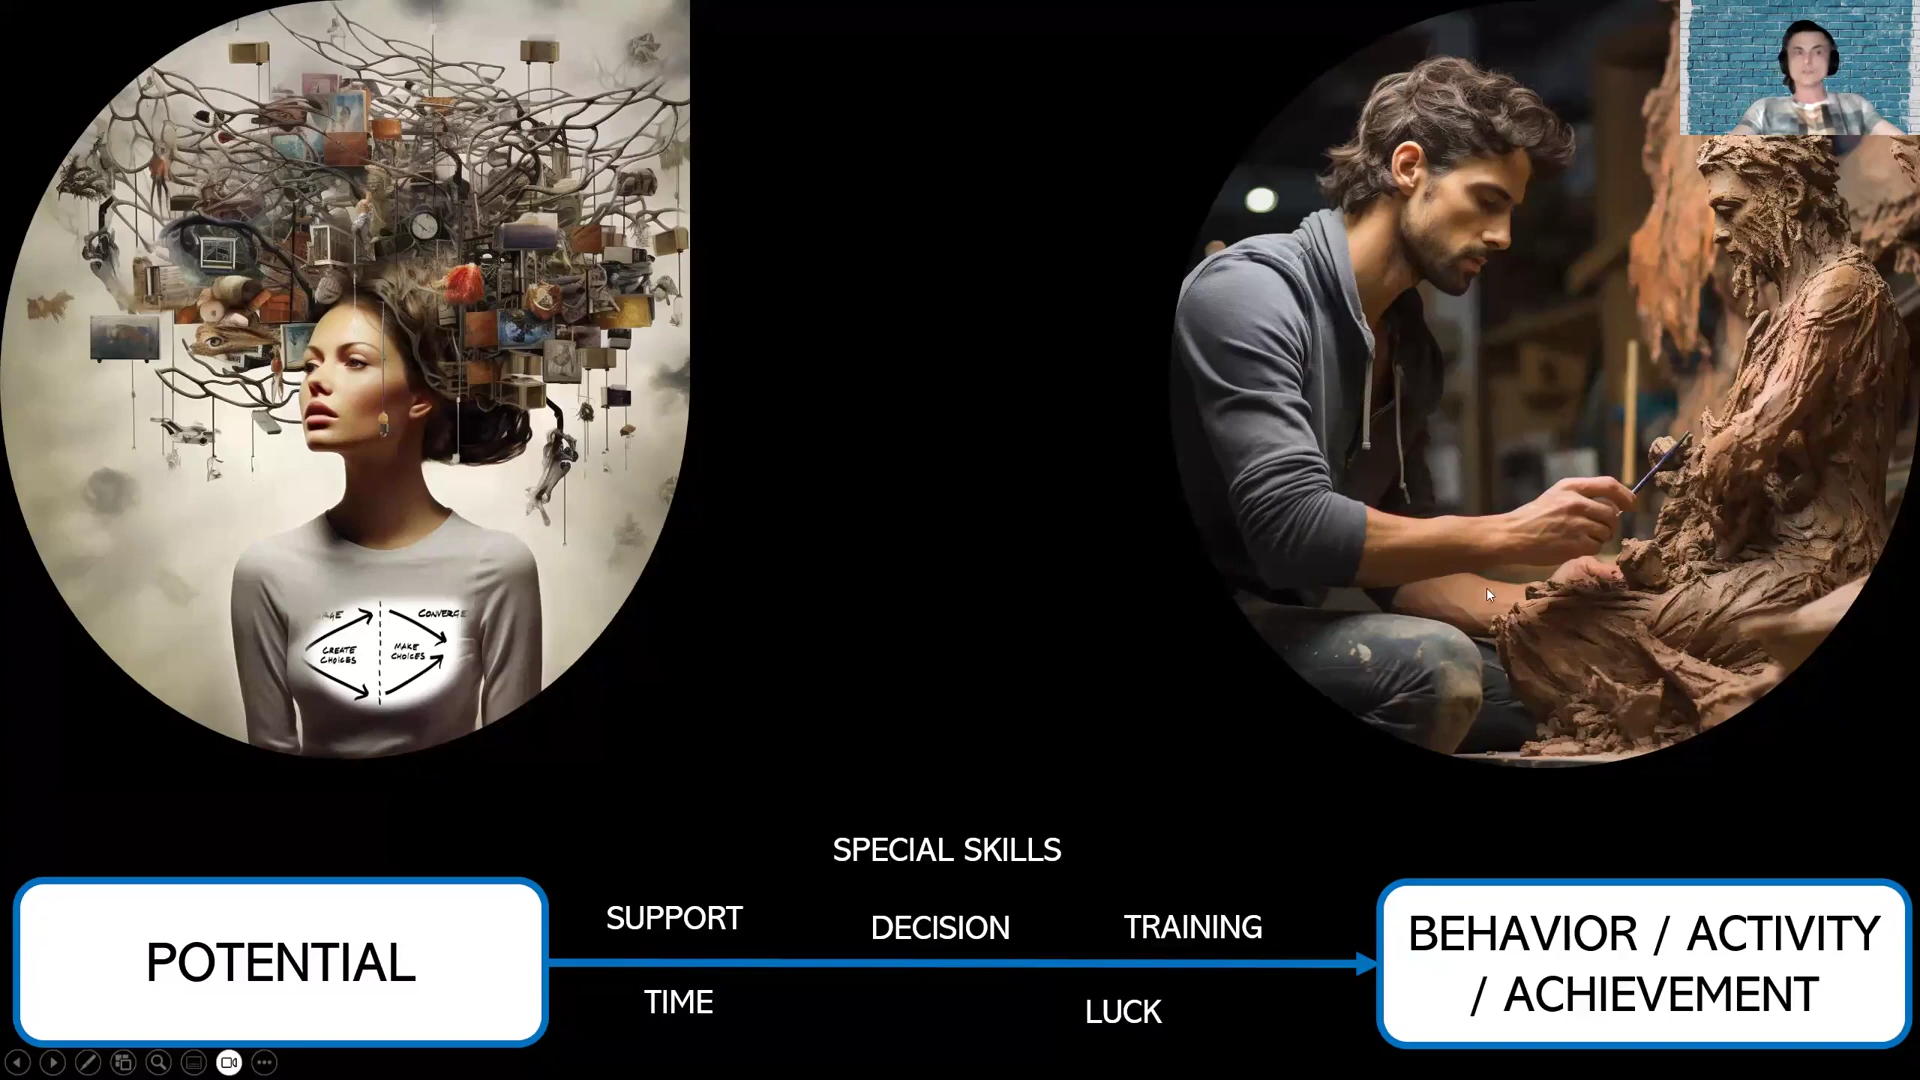 CONVERGE
CREATE
CHOICES
MAKE
CHOICES
SPECIAL SKILLS
SUPPORT
DECISION
TRAINING
POTENTIAL
BEHAVIOR / ACTIVITY
/ ACHIEVEMENT
TIME
LUCK